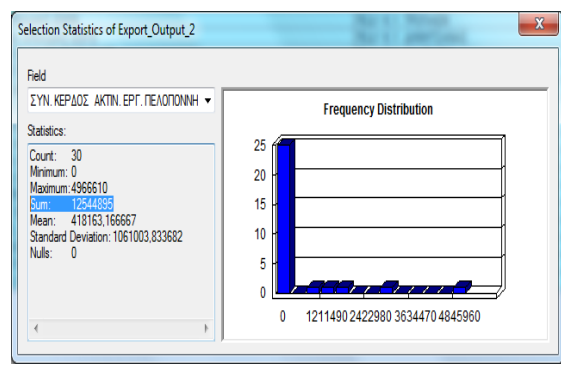 Selection Statistics of Export_Output_2
Field
ΣΥΝ. ΚΕΡΔΟΣ ΑΚΤΙΝ. ΕΡΓ. ΠΕΛΟΠΟΝΝΗ
Statistics:
Count: 30
Minimum: 0
Maximum: 4966610
Sum: 12544895
Mean: 418163,166667
Standard Deviation: 1061003,833682
Nulls: 0
Frequency Distribution
25
20
15
10
5
0
0 1211490 2422980 3634470 4845960